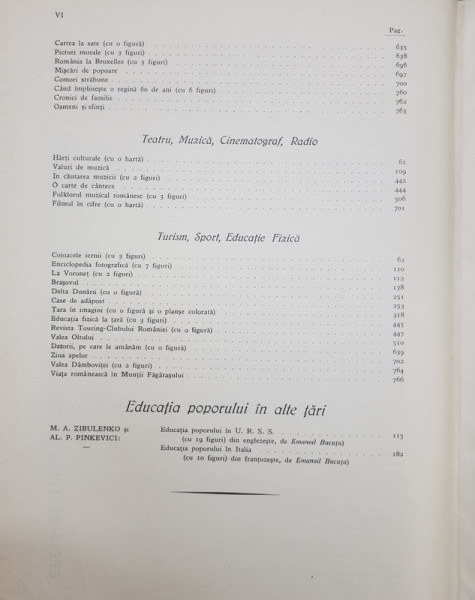 VI
Pag.
Cartea la sate (cu o figură) 635
Picturi murale (cu 3 figuri) 638
România la Bruxelles (cu 3 figuri) 696
Mișcări de popoare 697
Comori străbune 700
Când împlinește o regină 60 de ani (cu 6 figuri) 760
Cronici de familie 762
Oameni și sfinți 763
Teatru, Muzică, Cinematograf, Radio
Hărți culturale (cu o hartă) 62
Valuri de muzică 109
In căutarea muzicii (cu 2 figuri) 442
O carte de cântece 444
Folklorul muzical românesc (cu 3 figuri) 506
Filmul în cifre (cu o hartă) 701
Turism, Sport, Educație Fizică
Cojoacele iernii (cu 3 figuri) 62
Enciclopedia fotografică (cu 7 figuri) 110
La Voroneț (cu 2 figuri) 112
Brașovul 178
Delta Dunării (cu o figură) 251
Case de adăpost 253
Țara în imagini (cu o figură și o planșe colorată) 318
Educația fizică la țară (cu 3 figuri) 445
Revista Touring-Clubului României (cu o figură) 447
Valea Oltului 510
Datorii, pe care le amânăm (cu o figură) 639
Ziua apelor 702
Valea Dâmboviței (cu 2 figuri) 764
Viața românească în Munții Făgărașului 766
Educația poporului în alte țări
M. A. ZIBULENKO și Educația poporului în U. R. S. S. 115
AL. P. PINKEVICI: (cu 19 figuri) din englezește, de Emanoil Bucuța)
— Educația poporului în Italia 182
(cu 10 figuri) din franțuzește, de Emanoil Bucuța)